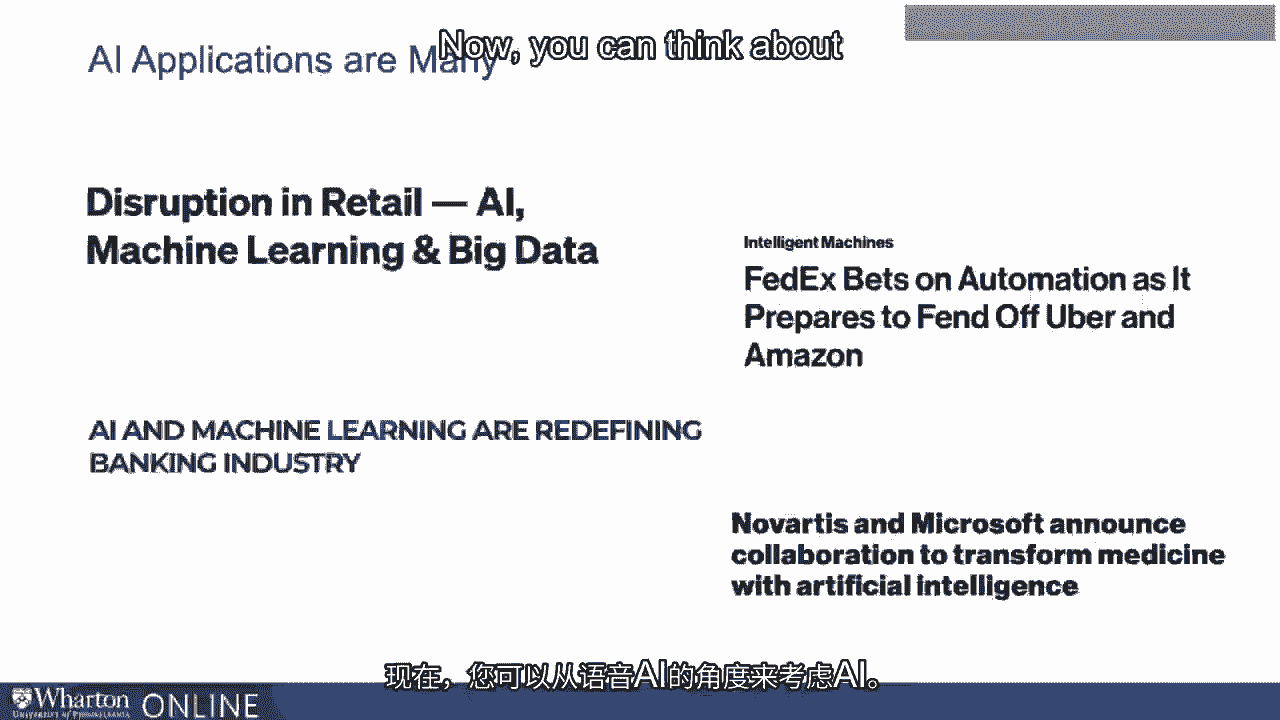 Now, you can think about
AI Applications are Many
Disruption in Retail — AI,
Machine Learning & Big Data
Intelligent Machines
FedEx Bets on Automation as It
Prepares to Fend Off Uber and
Amazon
AI AND MACHINE LEARNING ARE REDEFINING
BANKING INDUSTRY
Novartis and Microsoft announce
collaboration to transform medicine
with artificial intelligence
现在，您可以从语音AI的角度来考虑AI。
Wharton
UNIVERSITY of PENNSYLVANIA
ONLINE